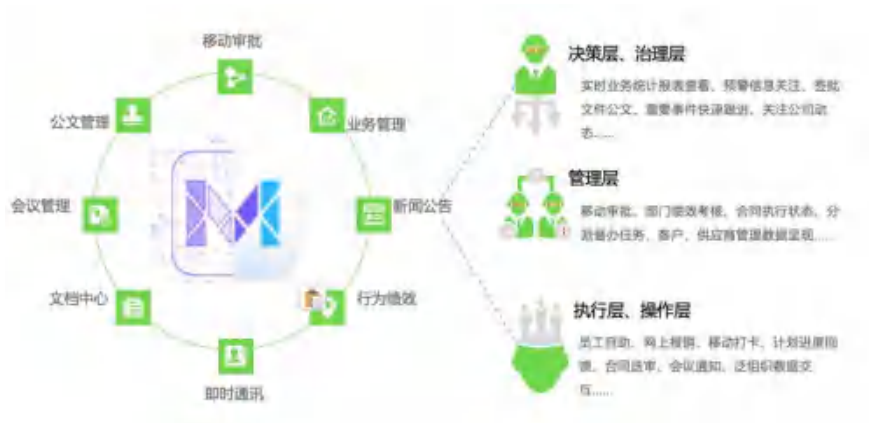 移动审批
公文管理
业务管理
会议管理
新闻公告
文档中心
行为绩效
即时通讯
决策层、治理层
实时业务统计报表查看、预警信息关注、查批
文件公文、重要事件快速跟进、关注公司动
态......
管理层
移动审批、部门绩效考核、合同执行状态、分
派督办任务、客户、供应商管理数据呈现......
执行层、操作层
员工自助、网上报销、移动打卡、计划进展回
馈、合同送审、会议通知、泛组织数据交
互......